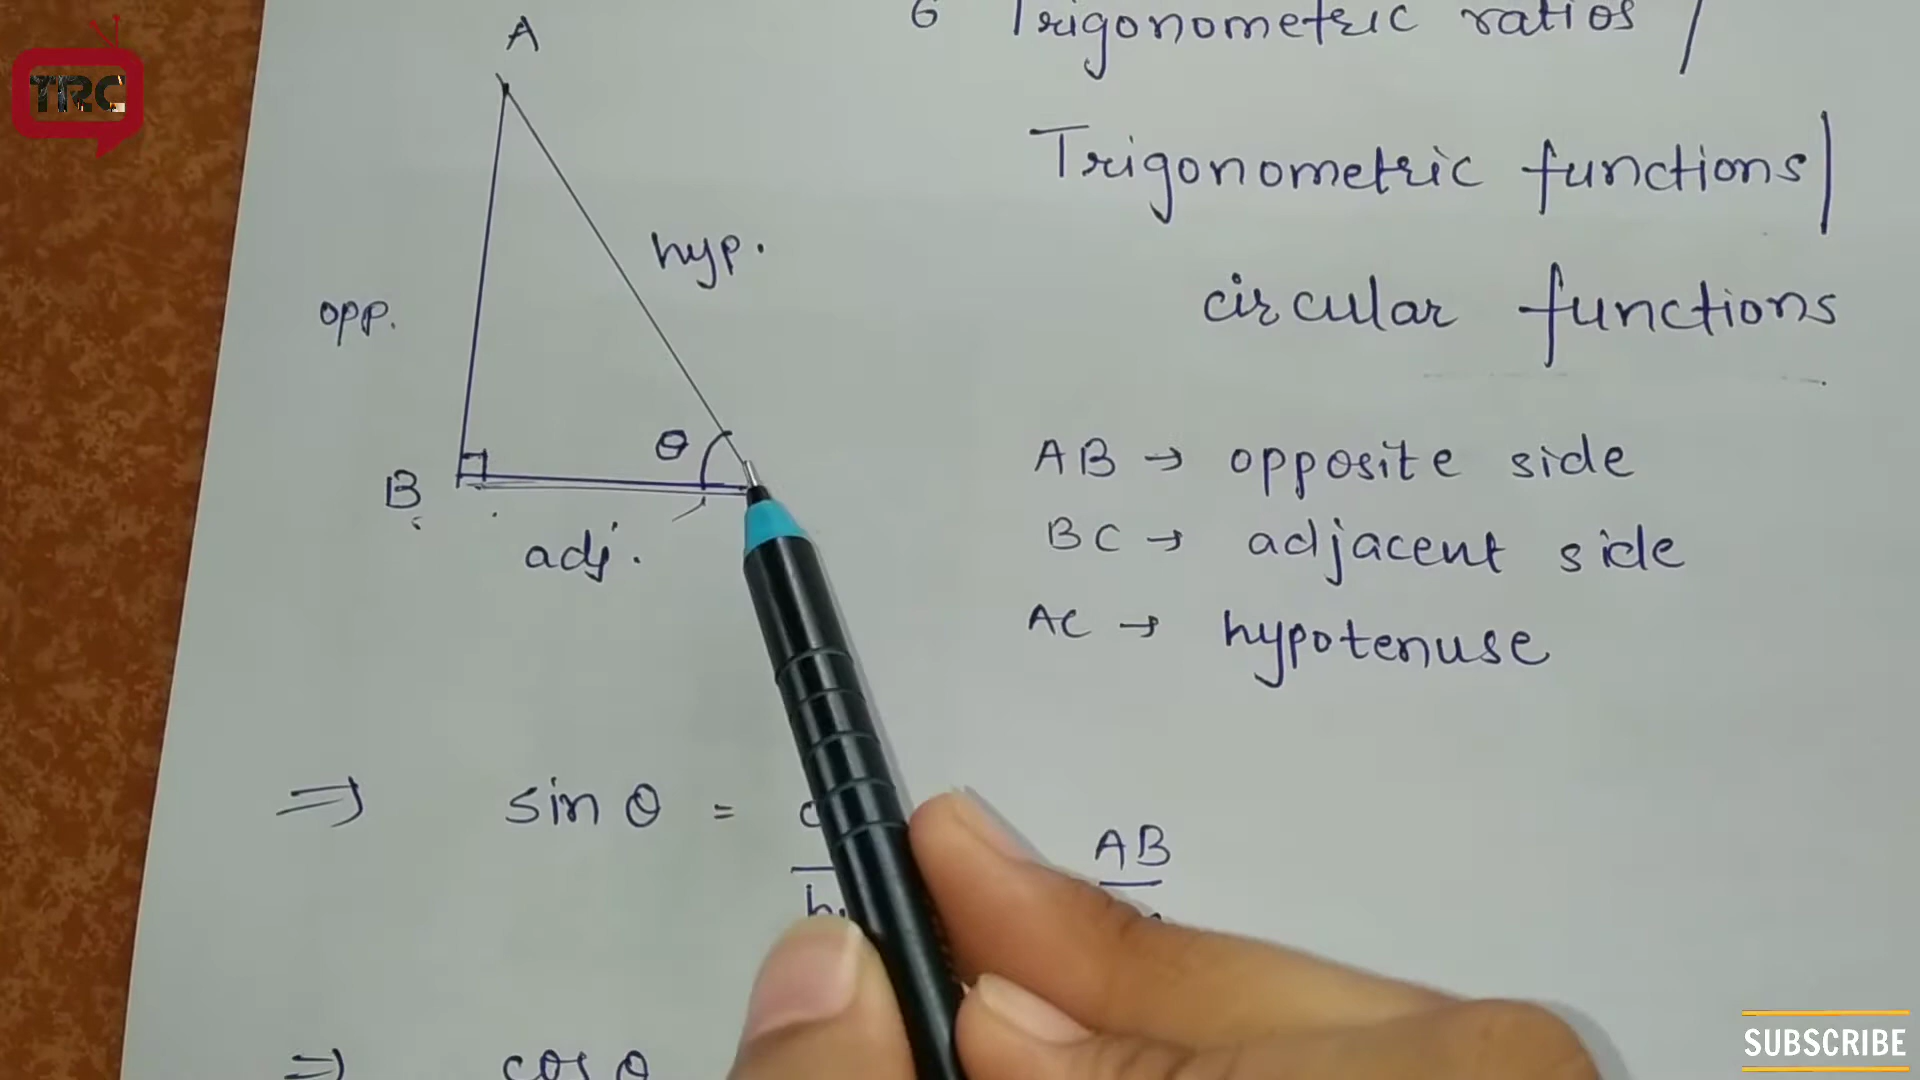 TRC
A
6 Trigonometric ratios /
Trigonometric functions |
circular functions
hyp.
opp.
θ
B
adj.
AB → opposite side
BC → adjacent side
AC → hypotenuse
⇒ sin θ = AB
⇒ cos θ
SUBSCRIBE